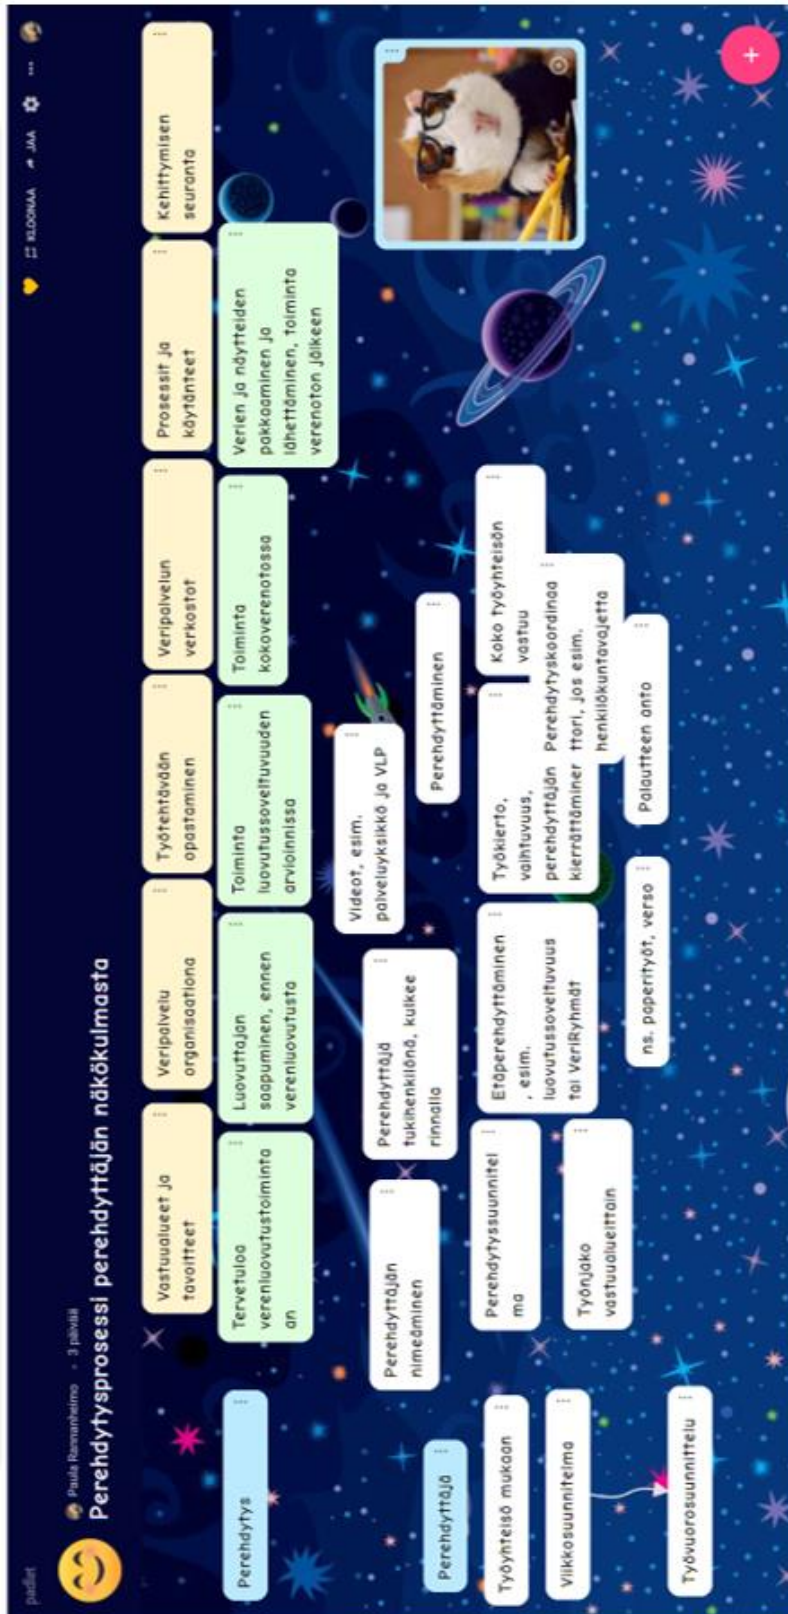 padlet
Paula Rannanheimo • 3 päivää
Perehdytysprosessi perehdyttäjän näkökulmasta
KLOONAA
JAA
Vastuualueet ja
tavoitteet
Veripalvelu
organisaationa
Työtehtävään
opastaminen
Veripalvelun
verkostot
Prosessit ja
käytänteet
Kehittymisen
seuranta
Perehdytys
Tervetuloa
verenluovutustoiminta
an
Luovuttajan
saapuminen, ennen
verenluovutusta
Toiminta
luovutussoveltuvuuden
arvioinnissa
Toiminta
kokoverenotossa
Verien ja näytteiden
pakkaaminen ja
lähettäminen, toiminta
verenoton jälkeen
Videot, esim.
palveluyksikkö ja VLP
Perehdyttäjän
nimeäminen
Perehdyttäjä
tukihenkilönä, kulkee
rinnalla
Perehdyttäminen
Perehdyttäjä
Työyhteisö mukaan
Perehdytyssuunnitel
ma
Etäperehdyttäminen
, esim.
luovutussoveltuvuus
tai VeriRyhmät
Työkierto,
vaihtuvuus,
perehdyttäjän
kierrättäminer
Koko työyhteisön
vastuu
Perehdytyskoordinaa
ttori, jos esim.
henkilökuntavajetta
Viikkosuunnitelma
Työnjako
vastuualueittain
ns. paperityöt, verso
Palautteen anto
Työvuorosuunnittelu